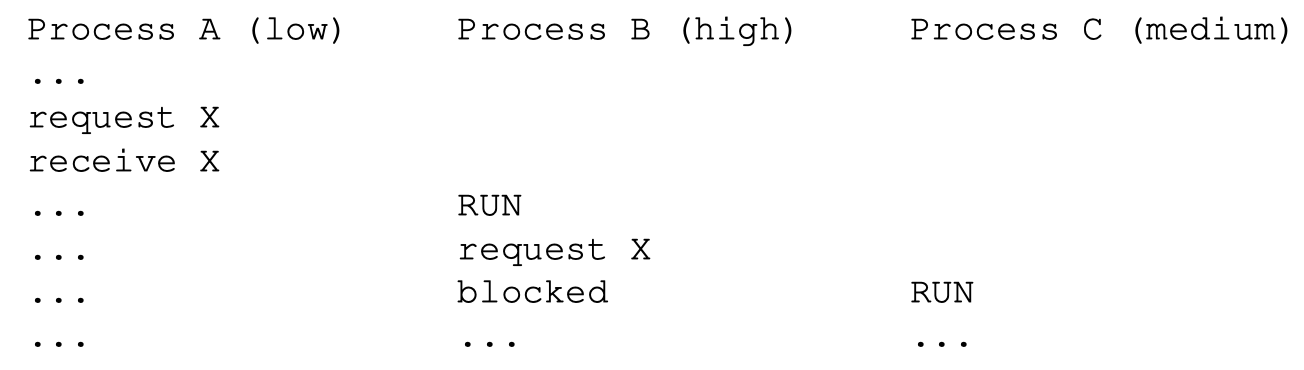 Process A (low) Process B (high) Process C (medium)
...
request X
receive X
... RUN
... request X
... blocked RUN
... ... ...